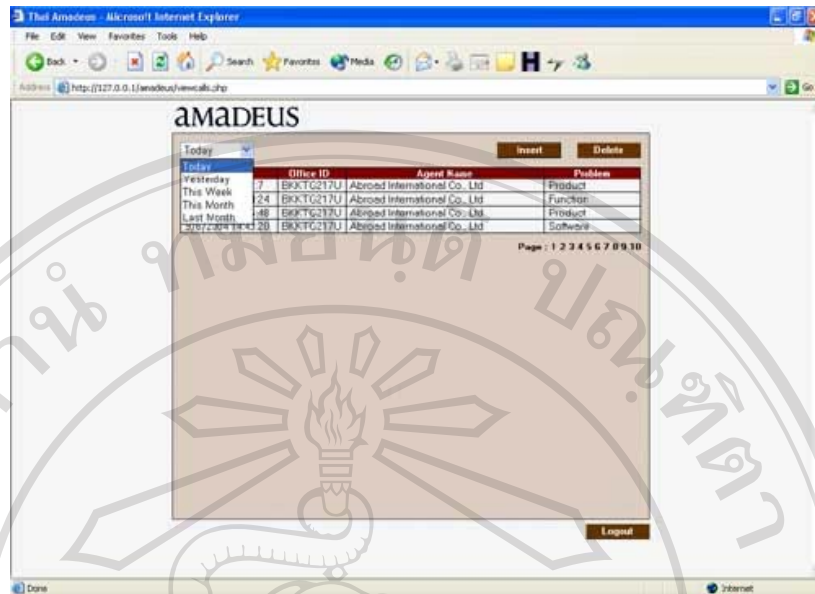 Thai Amadeus - Microsoft Internet Explorer
File Edit View Favorites Tools Help
Back Search Favorites Media
Address http://127.0.0.1/amadeus/viewcalls.php Go
amadeus
Today Insert Delete
Today
Yesterday
This Week
This Month
Last Month
Office ID Agent Name Problem
:7 BKKTG217U Abroad International Co., Ltd Product
:24 BKKTG217U Abroad International Co., Ltd Function
:48 BKKTG217U Abroad International Co., Ltd Product
BKKTG217U Abroad International Co., Ltd Software
Page : 1 2 3 4 5 6 7 8 9 10
Logout
Done Internet